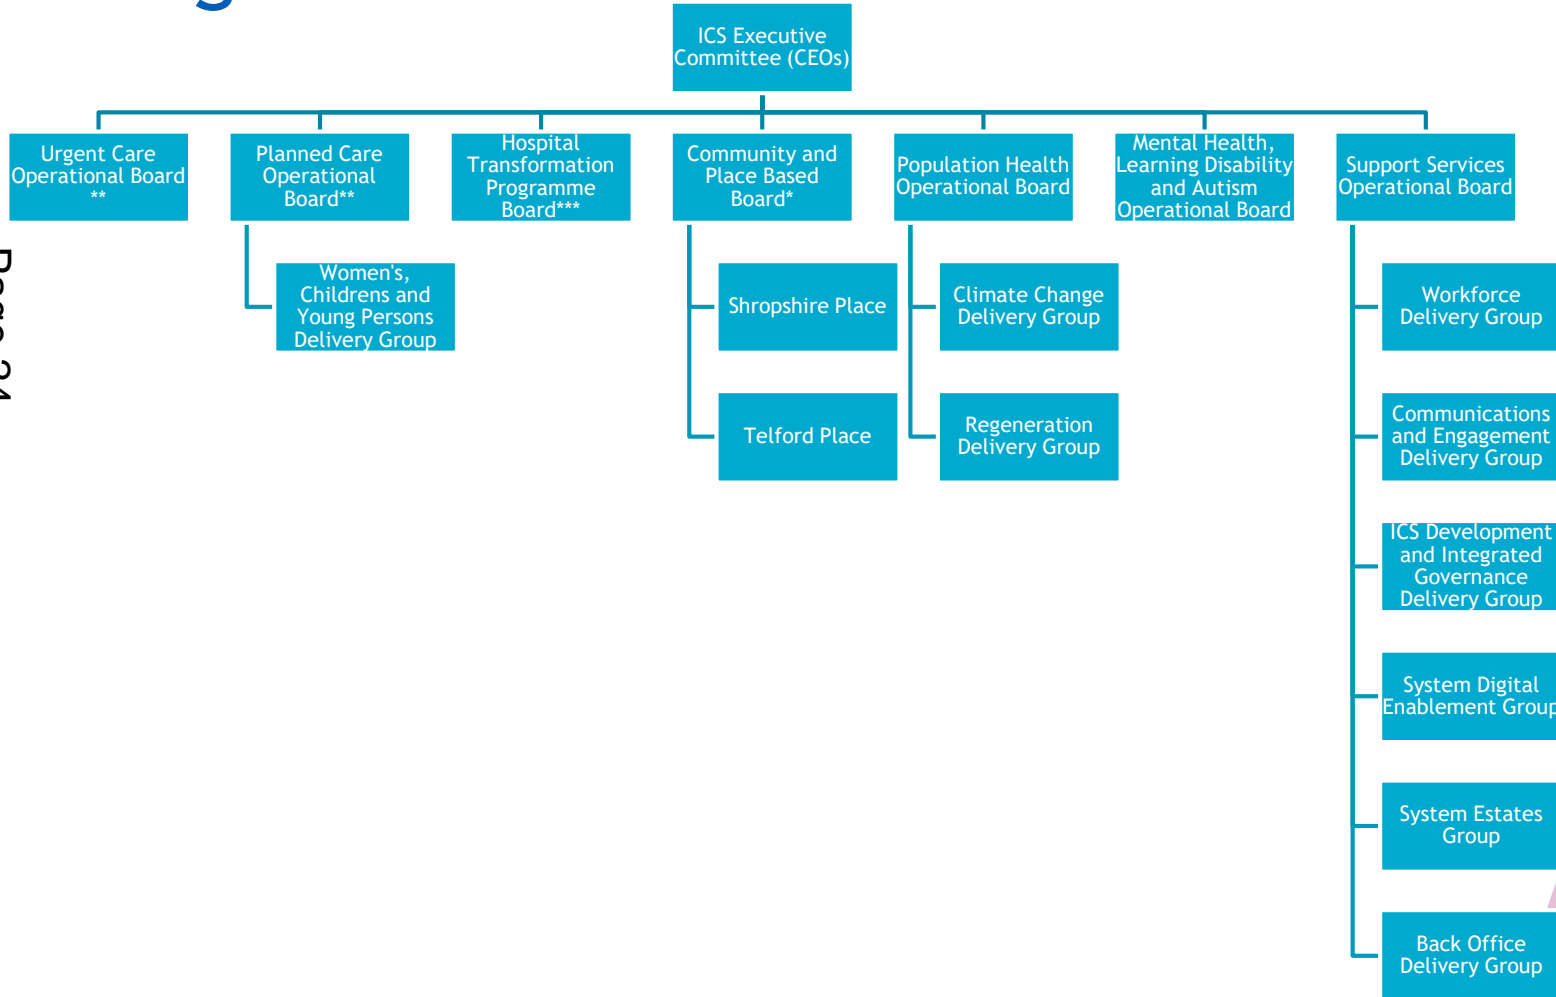 ICS Executive
Committee (CEOs)
Urgent Care
Operational Board
**
Planned Care
Operational
Board**
Hospital
Transformation
Programme
Board***
Community and
Place Based
Board*
Population Health
Operational Board
Mental Health,
Learning Disability
and Autism
Operational Board
Support Services
Operational Board
Women's,
Childrens and
Young Persons
Delivery Group
Shropshire Place
Telford Place
Climate Change
Delivery Group
Regeneration
Delivery Group
Workforce
Delivery Group
Communications
and Engagement
Delivery Group
ICS Development
and Integrated
Governance
Delivery Group
System Digital
Enablement Group
System Estates
Group
Back Office
Delivery Group
Page